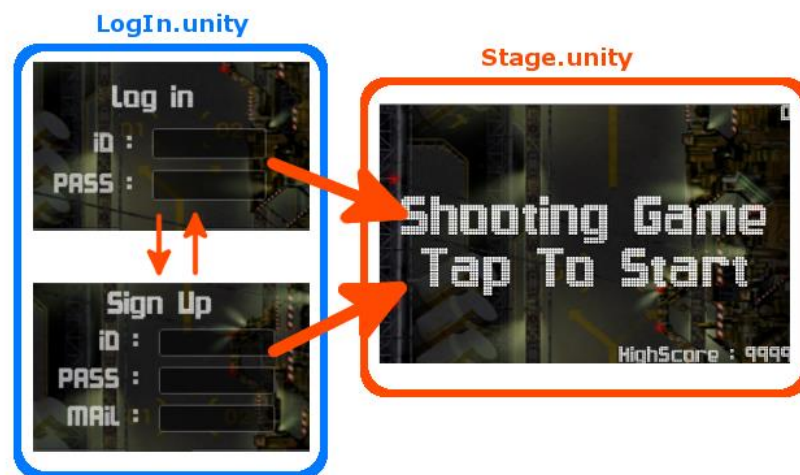 LogIn.unity
Log in
iD :
PASS :
Sign Up
iD :
PASS :
MAiL :
Stage.unity
0
Shooting Game
Tap To Start
HighScore : 9999